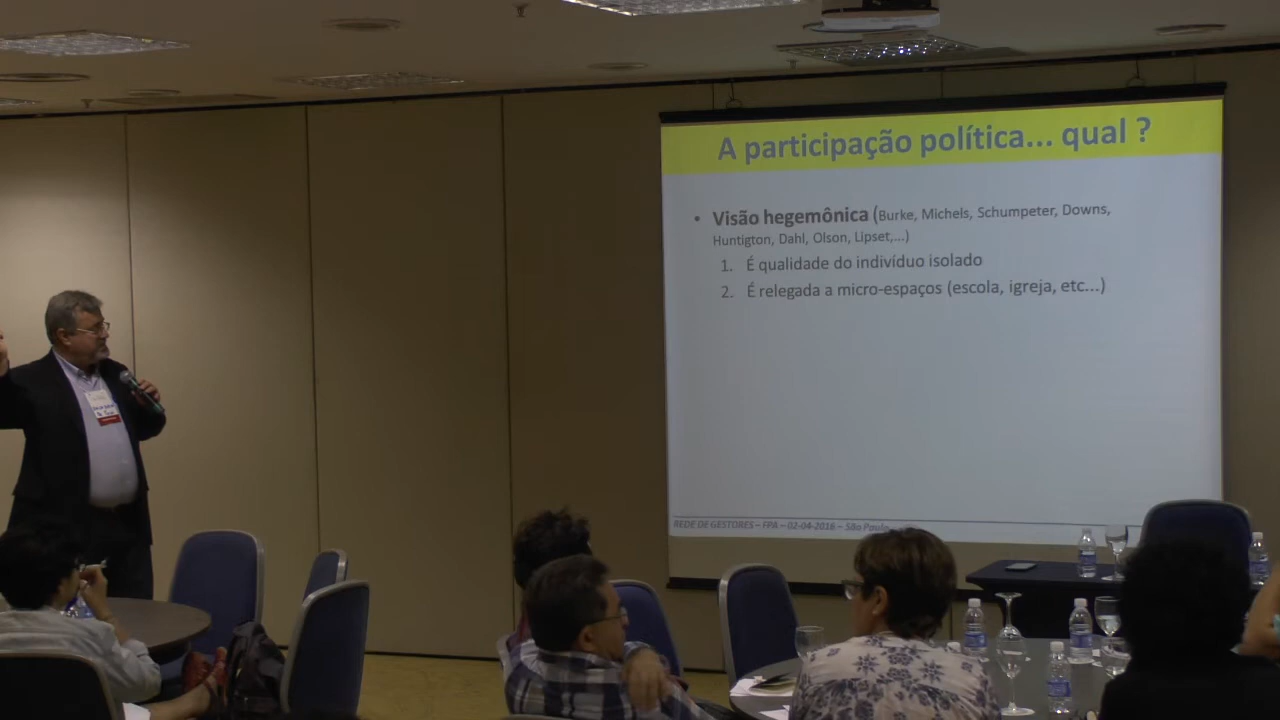 A participação política... qual ?
• Visão hegemônica (Burke, Michels, Schumpeter, Downs,
Huntigton, Dahl, Olson, Lipset,...)
1. É qualidade do indivíduo isolado
2. É relegada a micro-espaços (escola, igreja, etc...)
REDE DE GESTORES – FPA – 02-04-2016 – São Paulo